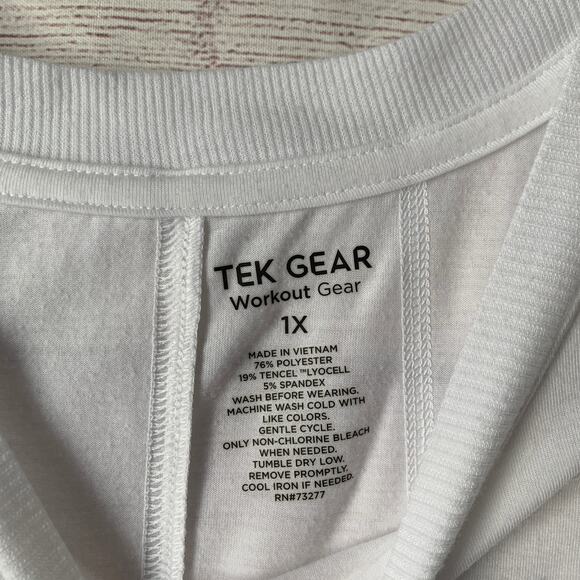 TEK GEAR
Workout Gear
1X
MADE IN VIETNAM
76% POLYESTER
19% TENCEL ™LYOCELL
5% SPANDEX
WASH BEFORE WEARING.
MACHINE WASH COLD WITH
LIKE COLORS.
GENTLE CYCLE.
ONLY NON-CHLORINE BLEACH
WHEN NEEDED.
TUMBLE DRY LOW.
REMOVE PROMPTLY.
COOL IRON IF NEEDED.
RN#73277